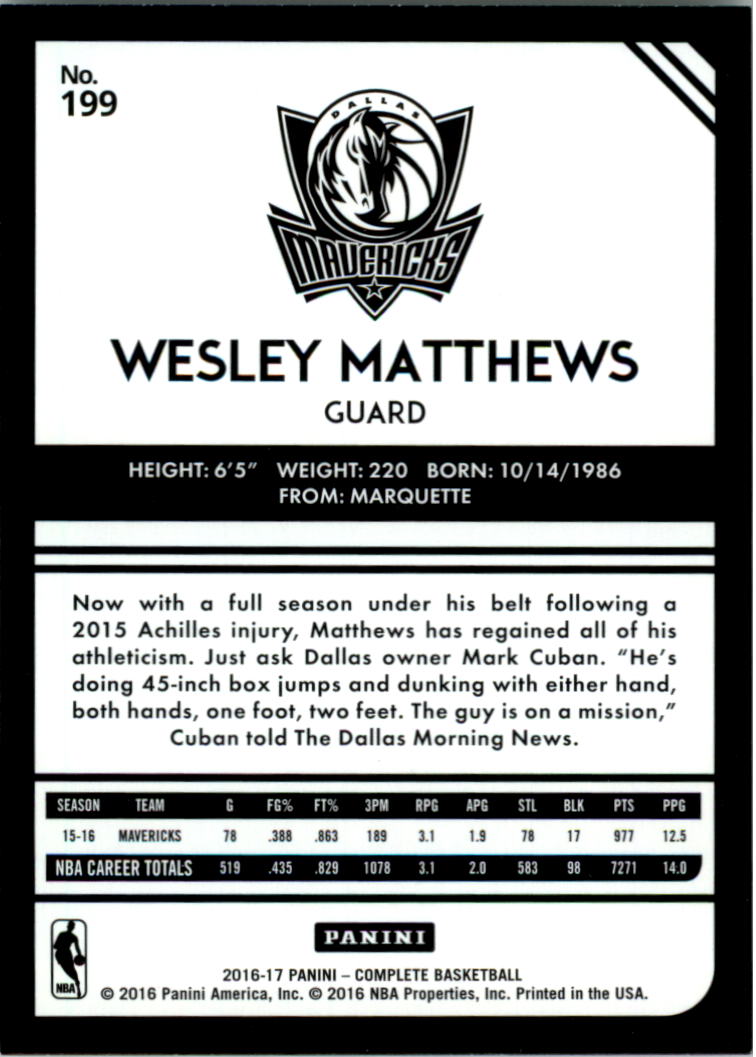 No.
199
DALLAS
MAVERICKS
WESLEY MATTHEWS
GUARD
HEIGHT: 6'5" WEIGHT: 220 BORN: 10/14/1986
FROM: MARQUETTE
Now with a full season under his belt following a
2015 Achilles injury, Matthews has regained all of his
athleticism. Just ask Dallas owner Mark Cuban. “He’s
doing 45-inch box jumps and dunking with either hand,
both hands, one foot, two feet. The guy is on a mission,”
Cuban told The Dallas Morning News.
SEASON TEAM G FG% FT% 3PM RPG APG STL BLK PTS PPG
15-16 MAVERICKS 78 .388 .863 189 3.1 1.9 78 17 977 12.5
NBA CAREER TOTALS 519 .435 .829 1078 3.1 2.0 583 98 7271 14.0
PANINI
NBA
2016-17 PANINI – COMPLETE BASKETBALL
© 2016 Panini America, Inc. © 2016 NBA Properties, Inc. Printed in the USA.